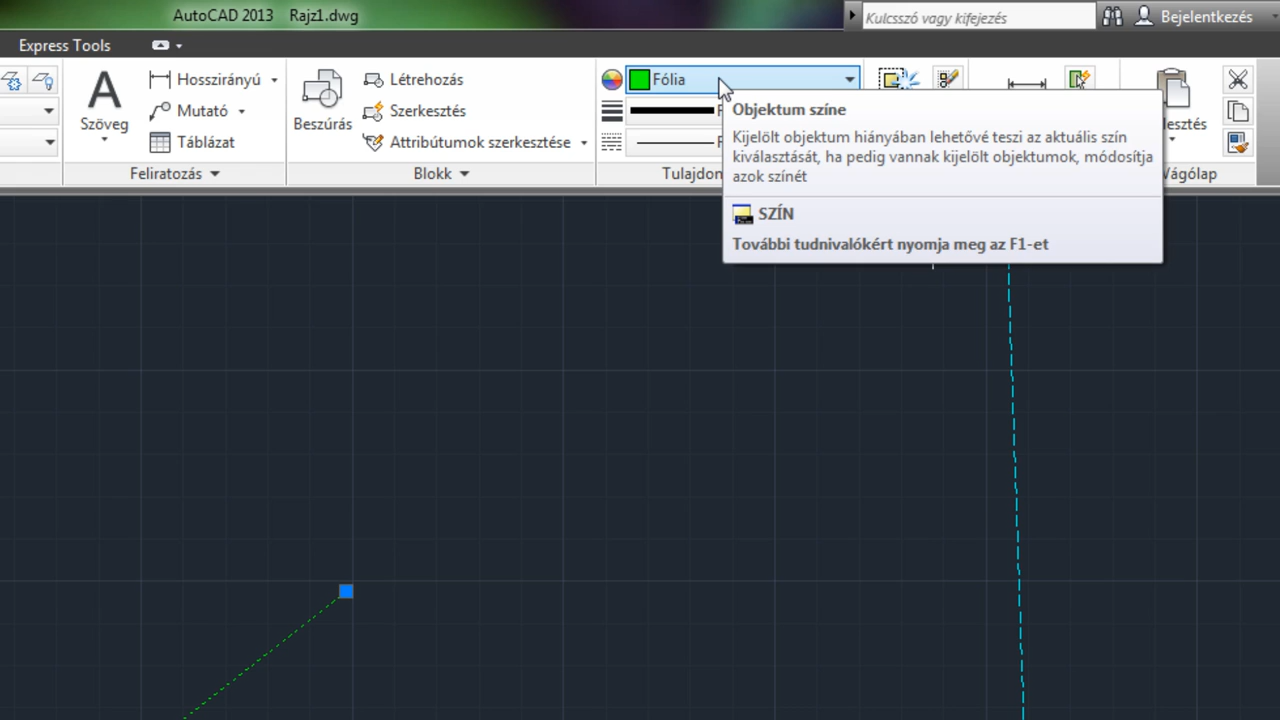 AutoCAD 2013 Rajz1.dwg
Kulcsszó vagy kifejezés
Bejelentkezés
Express Tools
A
Szöveg
Hosszirányú
Mutató
Táblázat
Feliratozás
Beszúrás
Létrehozás
Szerkesztés
Attribútumok szerkesztése
Blokk
Fólia
Tulajdon
Objektum színe
Kijelölt objektum hiányában lehetővé teszi az aktuális szín
kiválasztását, ha pedig vannak kijelölt objektumok, módosítja
azok színét
SZÍN
További tudnivalókért nyomja meg az F1-et
lesztés
Vágólap